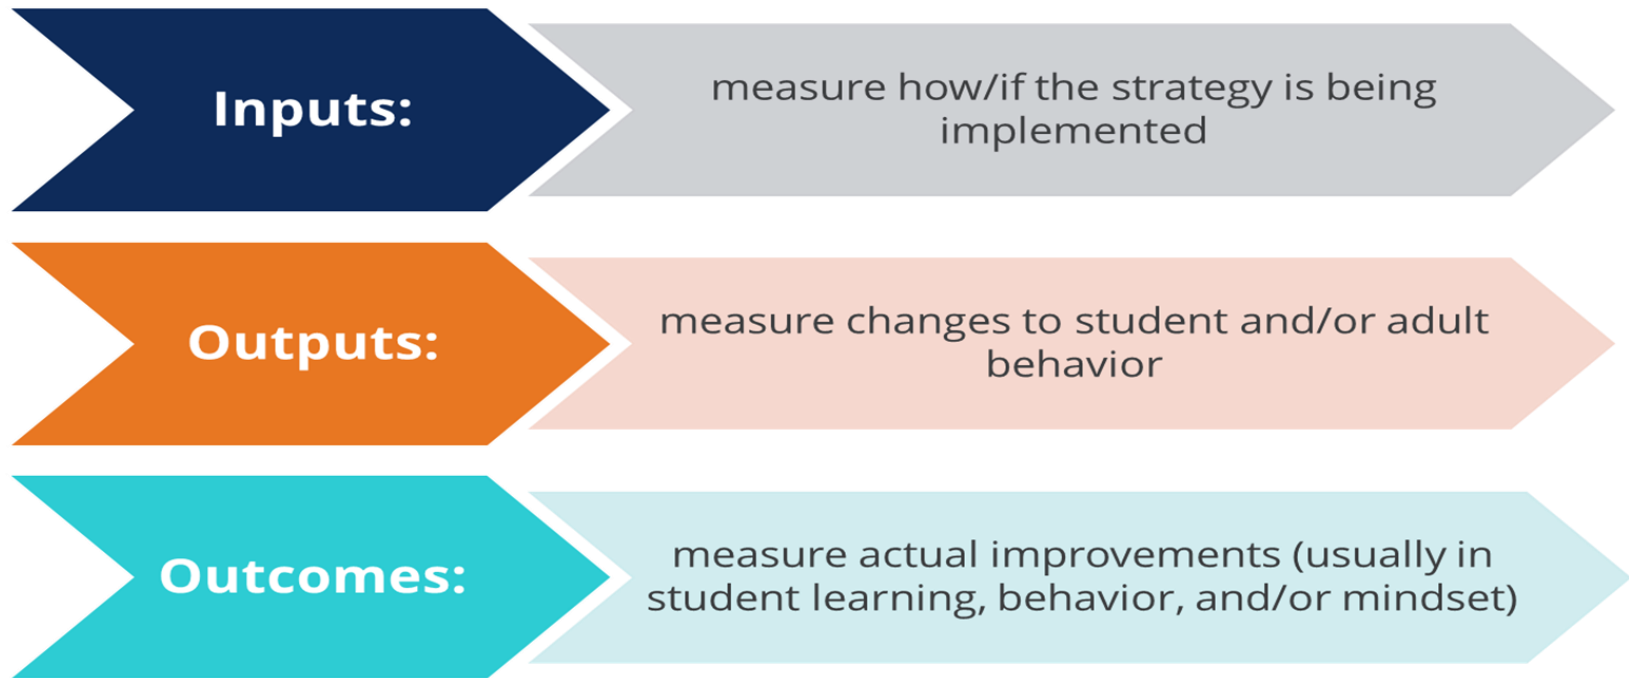 Inputs:
measure how/if the strategy is being
implemented
Outputs:
measure changes to student and/or adult
behavior
Outcomes:
measure actual improvements (usually in
student learning, behavior, and/or mindset)